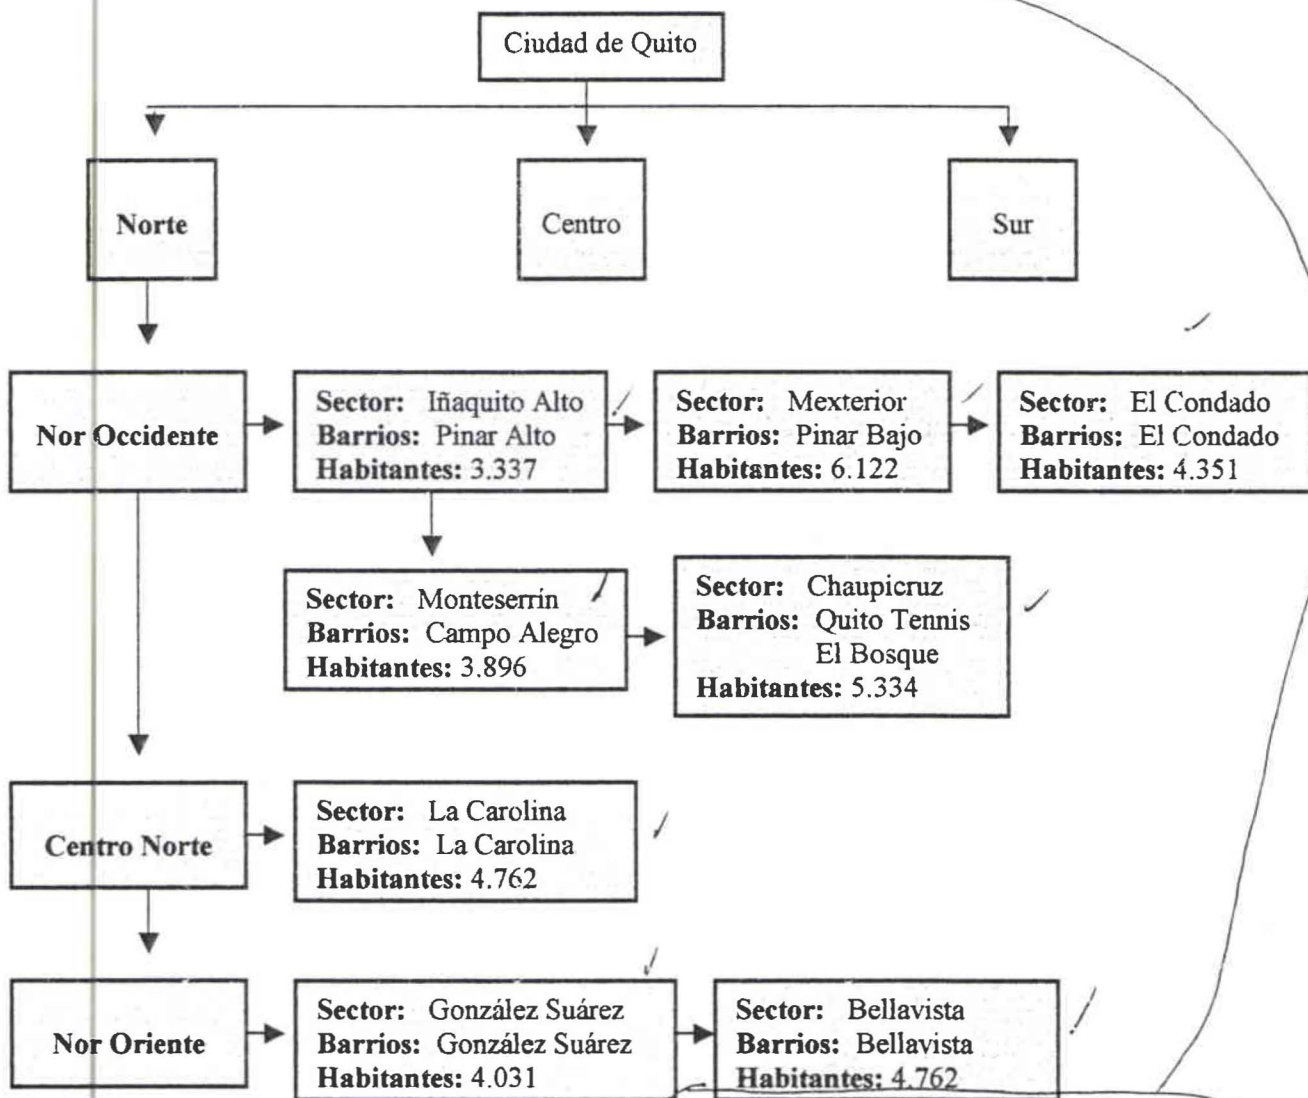 Ciudad de Quito
Norte
Centro
Sur
Nor Occidente
Sector: Iñaquito Alto
Barrios: Pinar Alto
Habitantes: 3.337
Sector: Mexterior
Barrios: Pinar Bajo
Habitantes: 6.122
Sector: El Condado
Barrios: El Condado
Habitantes: 4.351
Sector: Monteserrín
Barrios: Campo Alegro
Habitantes: 3.896
Sector: Chaupicruz
Barrios: Quito Tennis
El Bosque
Habitantes: 5.334
Centro Norte
Sector: La Carolina
Barrios: La Carolina
Habitantes: 4.762
Nor Oriente
Sector: González Suárez
Barrios: González Suárez
Habitantes: 4.031
Sector: Bellavista
Barrios: Bellavista
Habitantes: 4.762